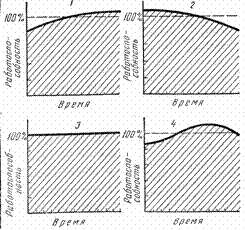 1
100%
Работоспо-
собность
Время
2
100%
Работоспо-
собность
Время
3
100%
Работоспособ-
ность
Время
4
100%
Работоспо-
собность
Время